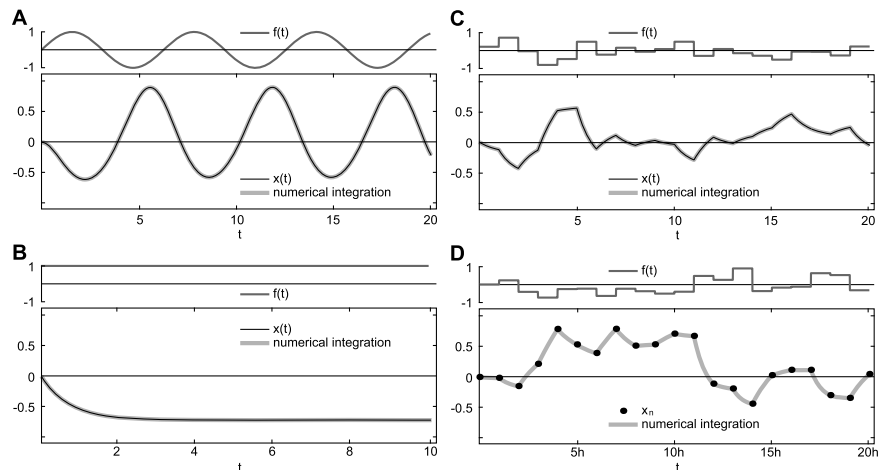 A
1
f(t)
-1
0.5
0
-0.5
x(t)
numerical integration
5
10
15
20
t
B
1
f(t)
-1
0.5
x(t)
numerical integration
0
-0.5
2
4
6
8
10
t
C
1
f(t)
-1
0.5
0
-0.5
x(t)
numerical integration
5
10
15
20
t
D
1
f(t)
-1
0.5
0
-0.5
xn
numerical integration
5h
10h
15h
20h
t